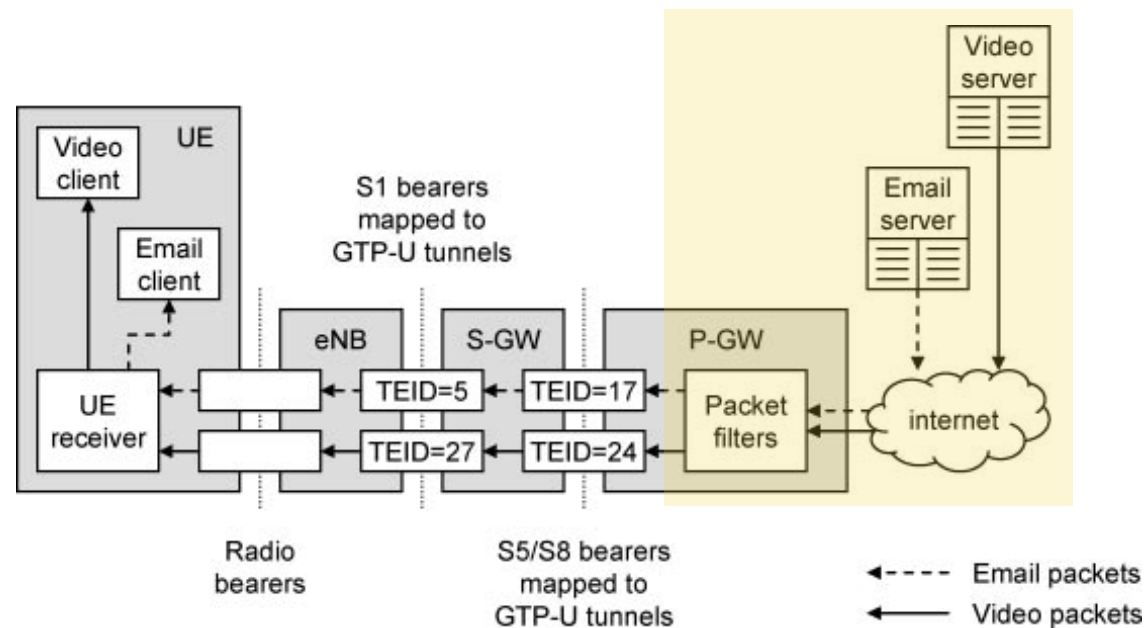 Video
server
UE
Video
client
Email
server
S1 bearers
mapped to
GTP-U tunnels
Email
client
eNB
S-GW
P-GW
UE
receiver
TEID=5
TEID=17
TEID=27
TEID=24
Packet
filters
internet
Radio
bearers
S5/S8 bearers
mapped to
GTP-U tunnels
Email packets
Video packets